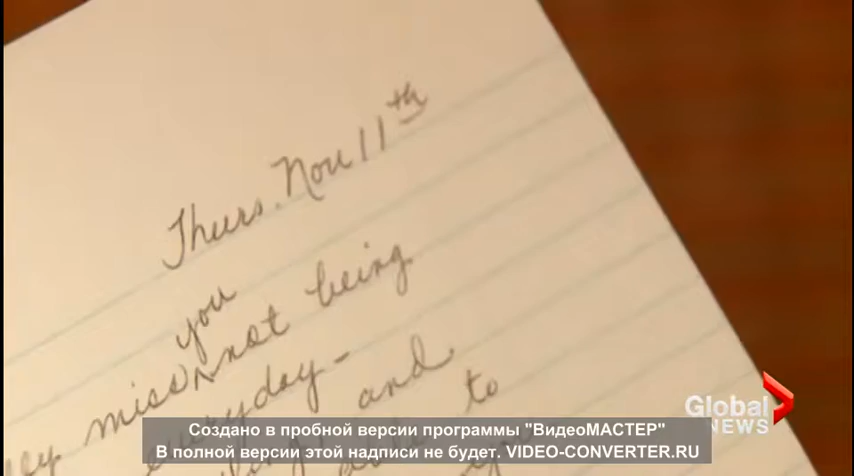 Thurs. Nov 11th
you
miss not being
everyday -
and
to
Global
NEWS
Создано в пробной версии программы "ВидеоМАСТЕР"
В полной версии этой надписи не будет. VIDEO-CONVERTER.RU